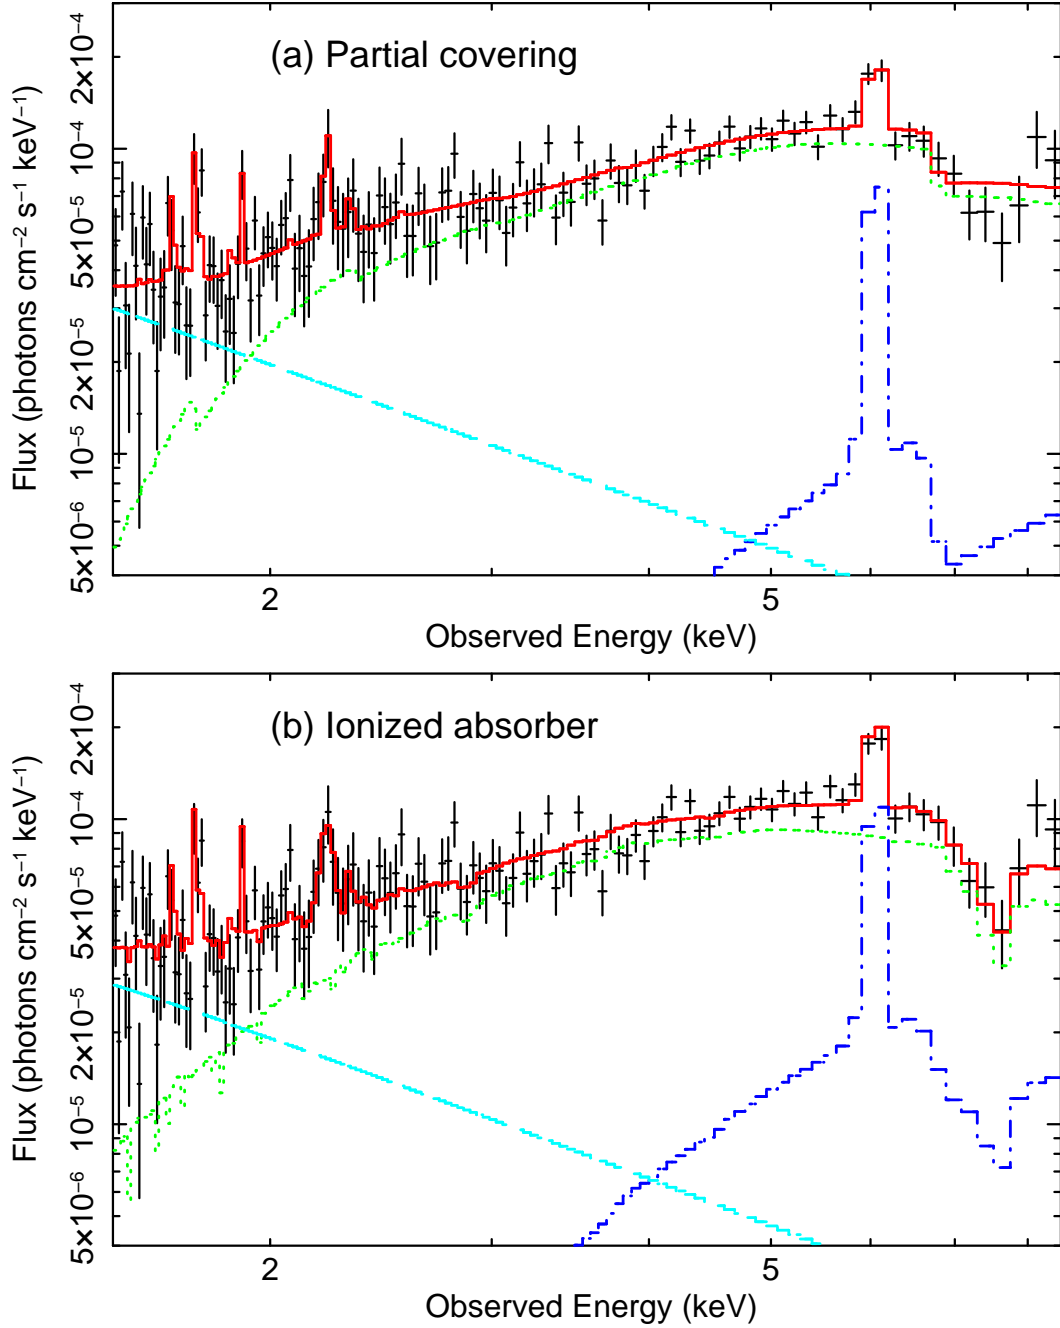 (a) Partial covering
2×10⁻⁴
10⁻⁴
5×10⁻⁵
2×10⁻⁵
10⁻⁵
5×10⁻⁶
Flux (photons cm⁻² s⁻¹ keV⁻¹)
2
5
Observed Energy (keV)
(b) Ionized absorber
2×10⁻⁴
10⁻⁴
5×10⁻⁵
2×10⁻⁵
10⁻⁵
5×10⁻⁶
Flux (photons cm⁻² s⁻¹ keV⁻¹)
2
5
Observed Energy (keV)